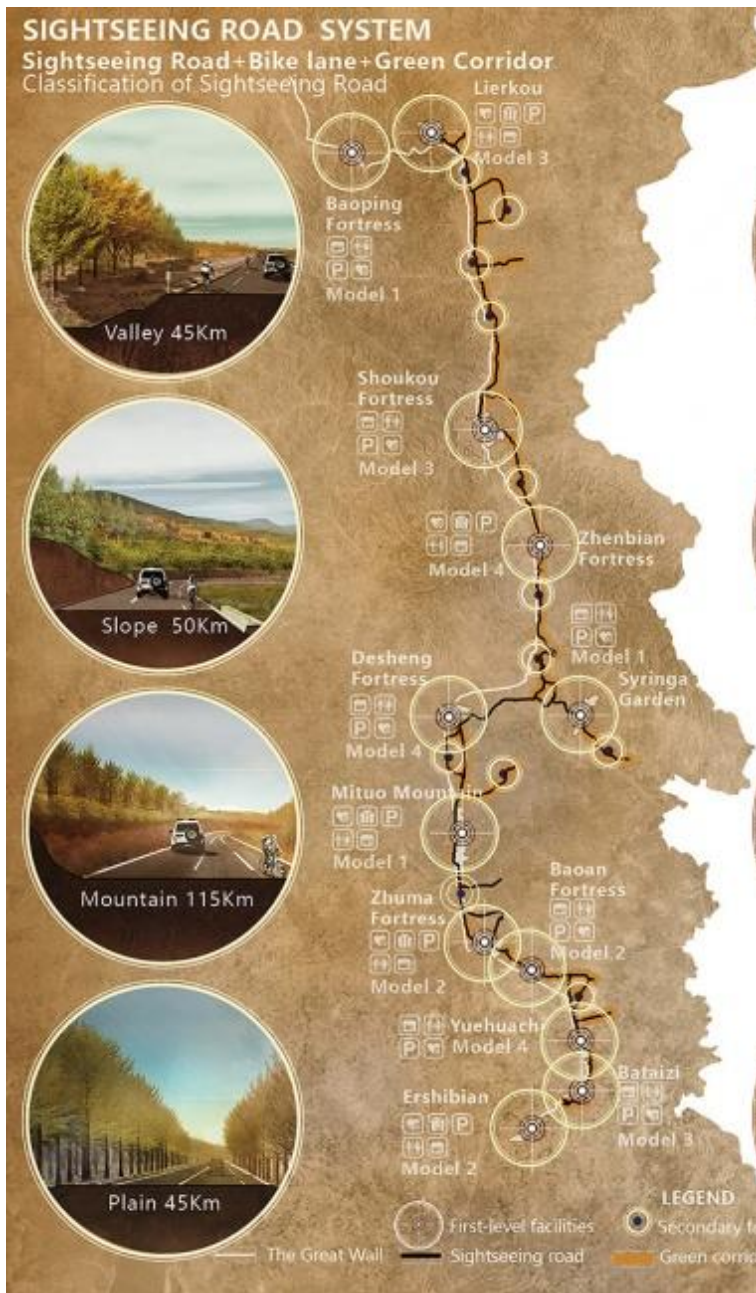 SIGHTSEEING ROAD SYSTEM
Sightseeing Road+Bike lane+Green Corridor
Classification of Sightseeing Road
Lierkou
P
Model 3
Baoping
Fortress
P
Model 1
Valley 45Km
Shoukou
Fortress
P
Model 3
P
Model 4
Zhenbian
Fortress
Slope 50Km
P
Model 1
Syringa
Garden
Desheng
Fortress
P
Model 4
Mituo Mountain
P
Model 1
Mountain 115Km
Baoan
Fortress
P
Model 2
Zhuma
Fortress
P
Model 2
Yuehuachi
P
Model 4
Bataizi
P
Model 3
Ershibian
P
Model 2
Plain 45Km
LEGEND
First-level facilities
Secondary
The Great Wall
Sightseeing road
Green